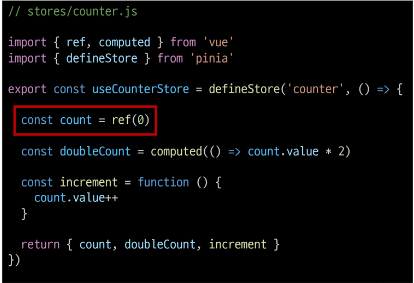 // stores/counter.js
import { ref, computed } from 'vue'
import { defineStore } from 'pinia'
export const useCounterStore = defineStore('counter', () => {
const count = ref(0)
const doubleCount = computed(() => count.value * 2)
const increment = function () {
count.value++
}
return { count, doubleCount, increment }
})